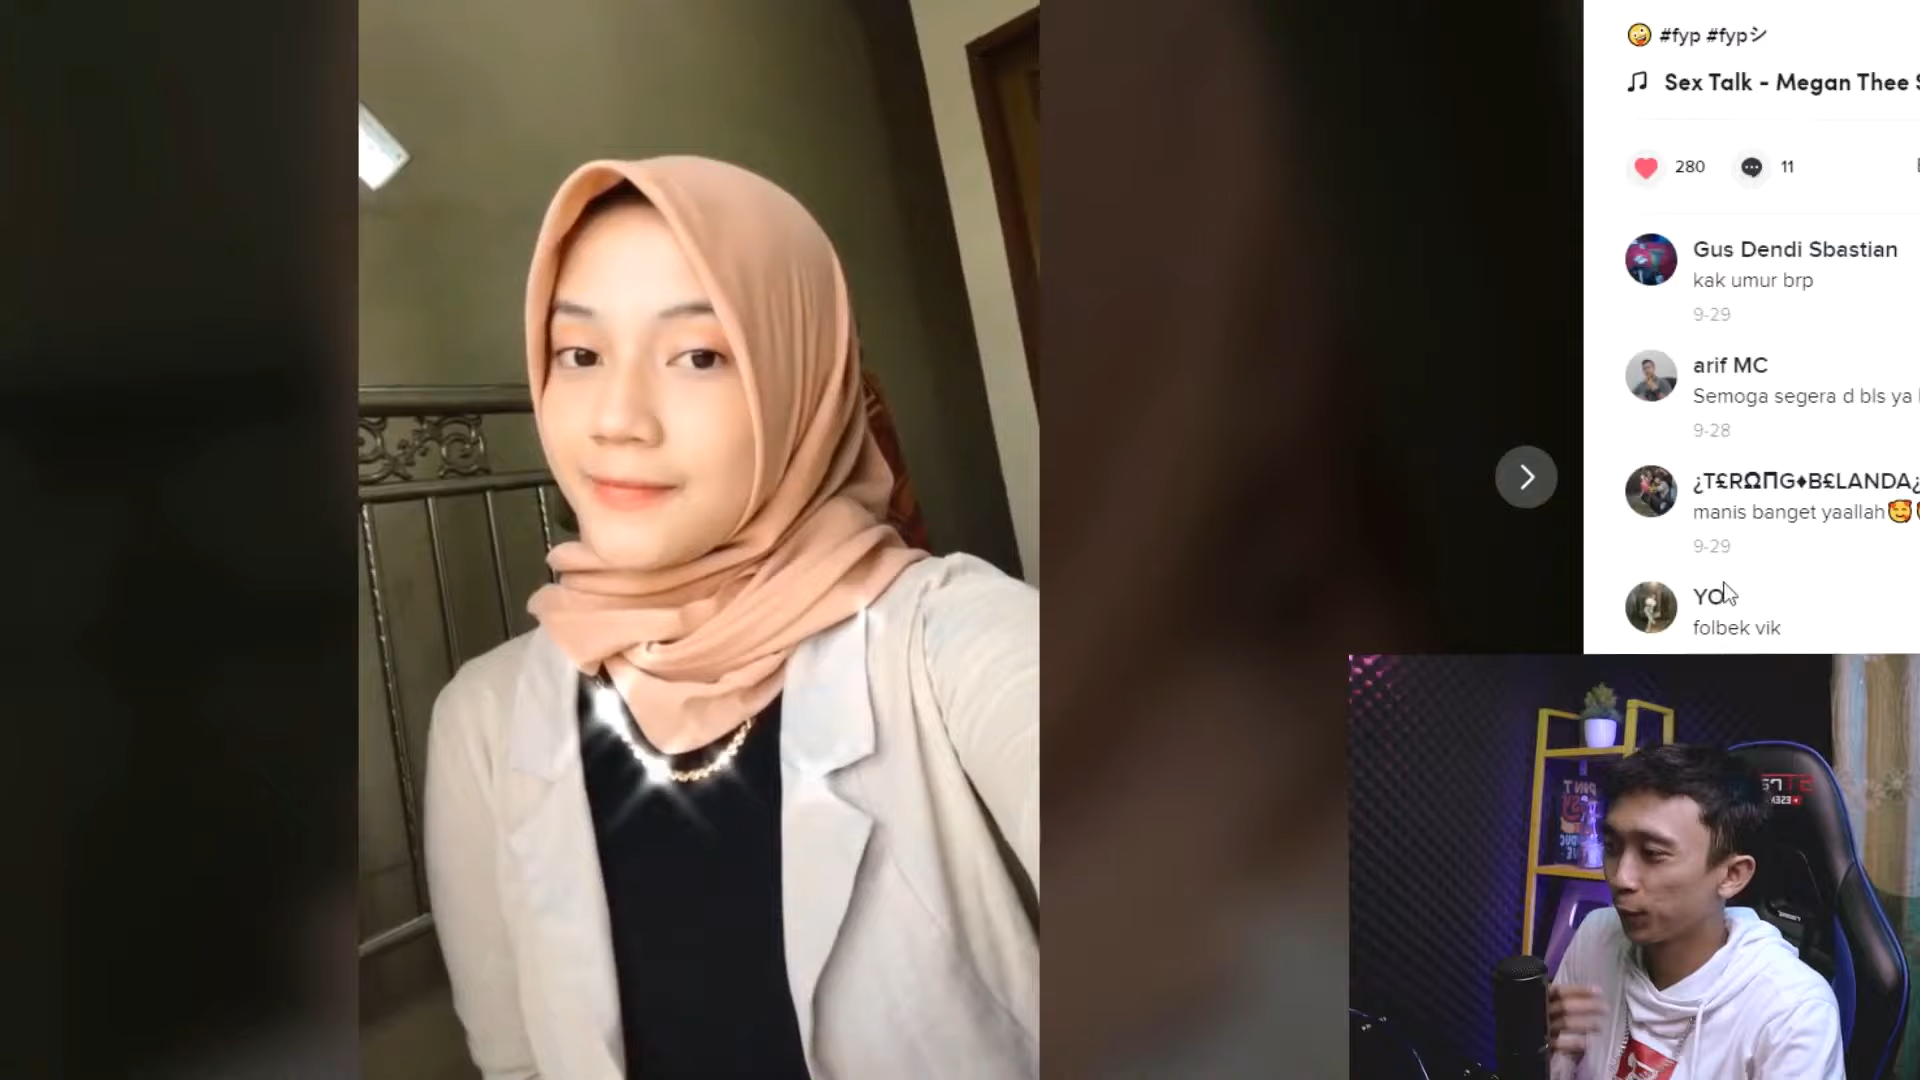 🤪 #fyp #fypシ
Sex Talk - Megan Thee
280
11
Gus Dendi Sbastian
kak umur brp
9-29
arif MC
Semoga segera d bls ya
9-28
¿T£RΩΠG♦B£LANDA¿
manis banget yaallah🥰
9-29
YO
folbek vik